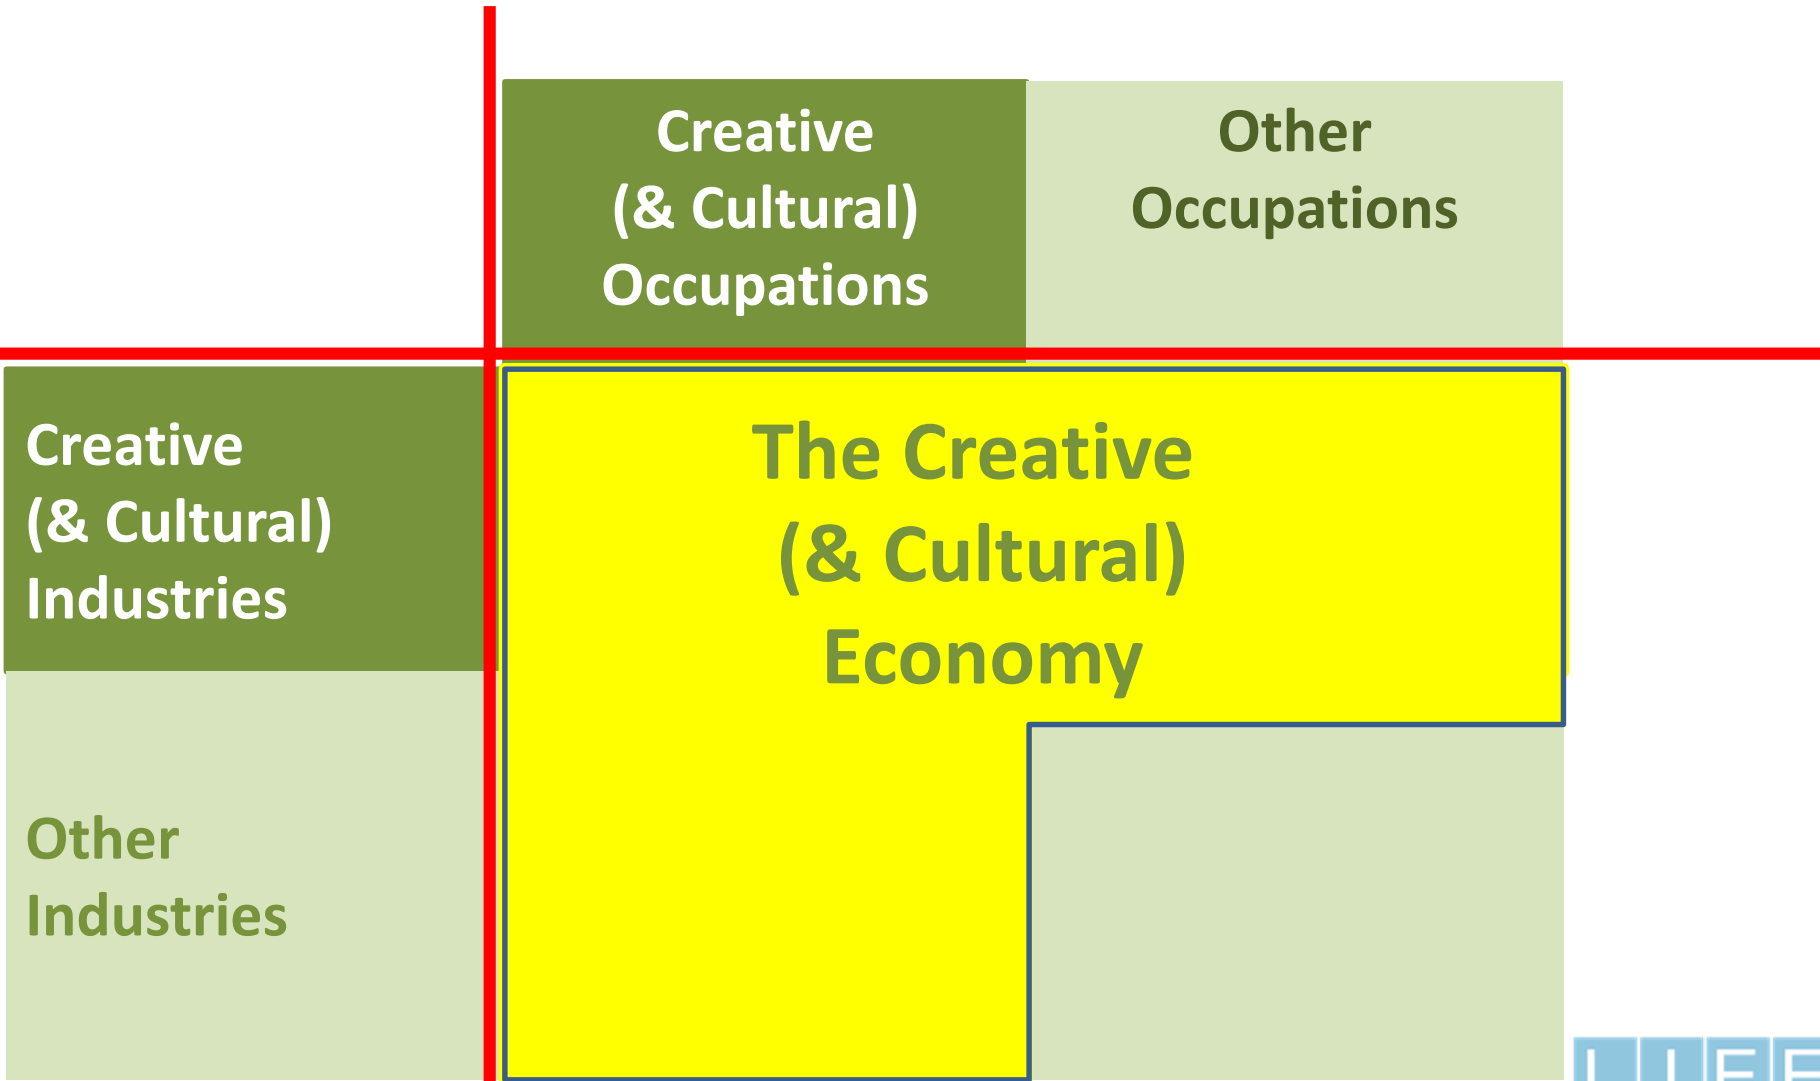 Creative
(& Cultural)
Occupations
Other
Occupations
Creative
(& Cultural)
Industries
The Creative
(& Cultural)
Economy
Other
Industries